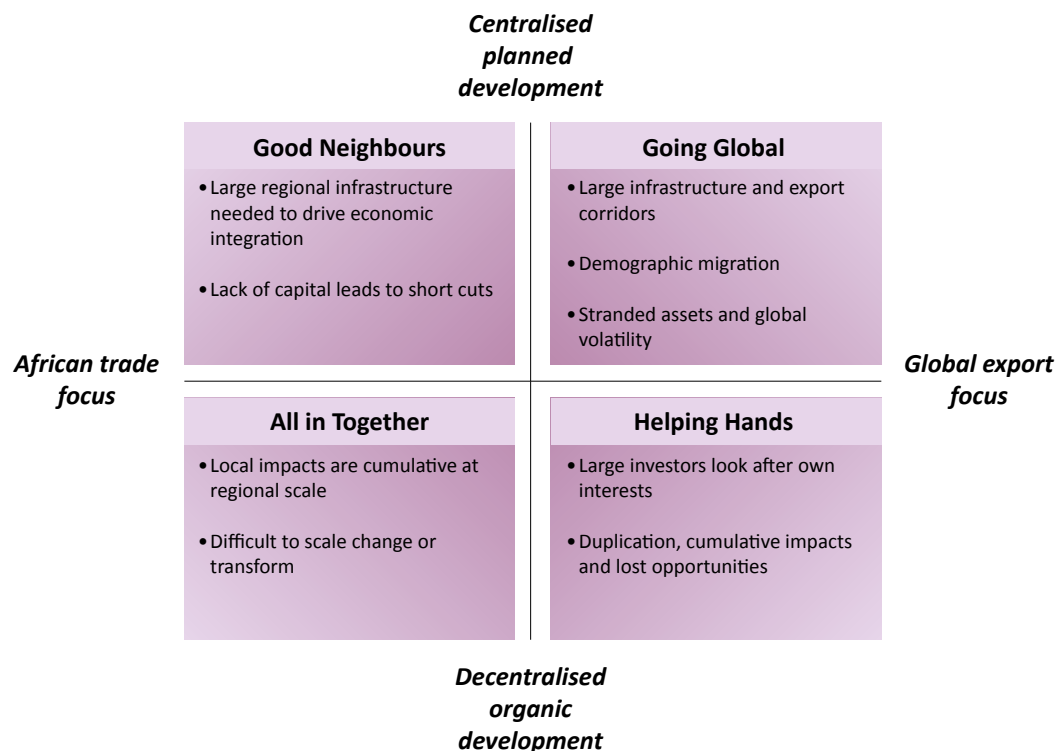 Centralised
planned
development
Good Neighbours
• Large regional infrastructure
needed to drive economic
integration
• Lack of capital leads to short cuts
Going Global
• Large infrastructure and export
corridors
• Demographic migration
• Stranded assets and global
volatility
African trade
focus
Global export
focus
All in Together
• Local impacts are cumulative at
regional scale
• Difficult to scale change or
transform
Helping Hands
• Large investors look after own
interests
• Duplication, cumulative impacts
and lost opportunities
Decentralised
organic
development